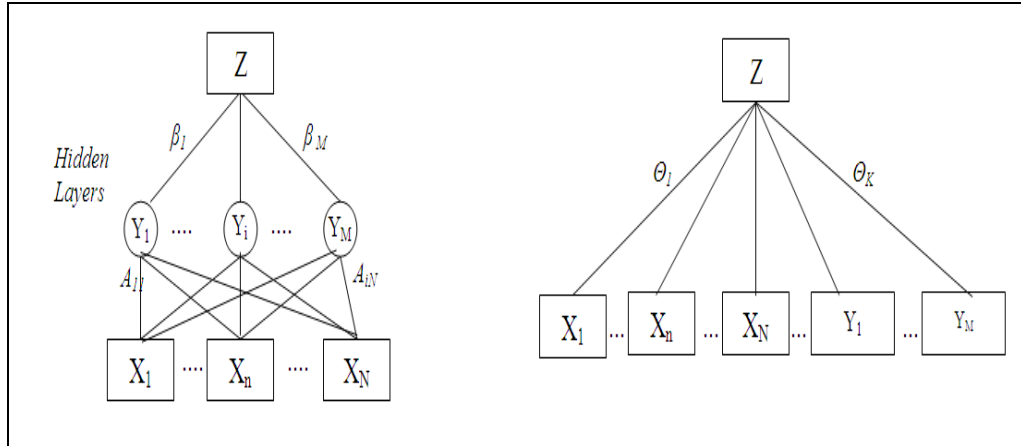 Z
β1
βM
Hidden
Layers
Y1 .... Yi .... YM
A11
AiN
X1 .... Xn .... XN
Z
Θ1
ΘK
X1 ... Xn ... XN ... Y1 ... YM